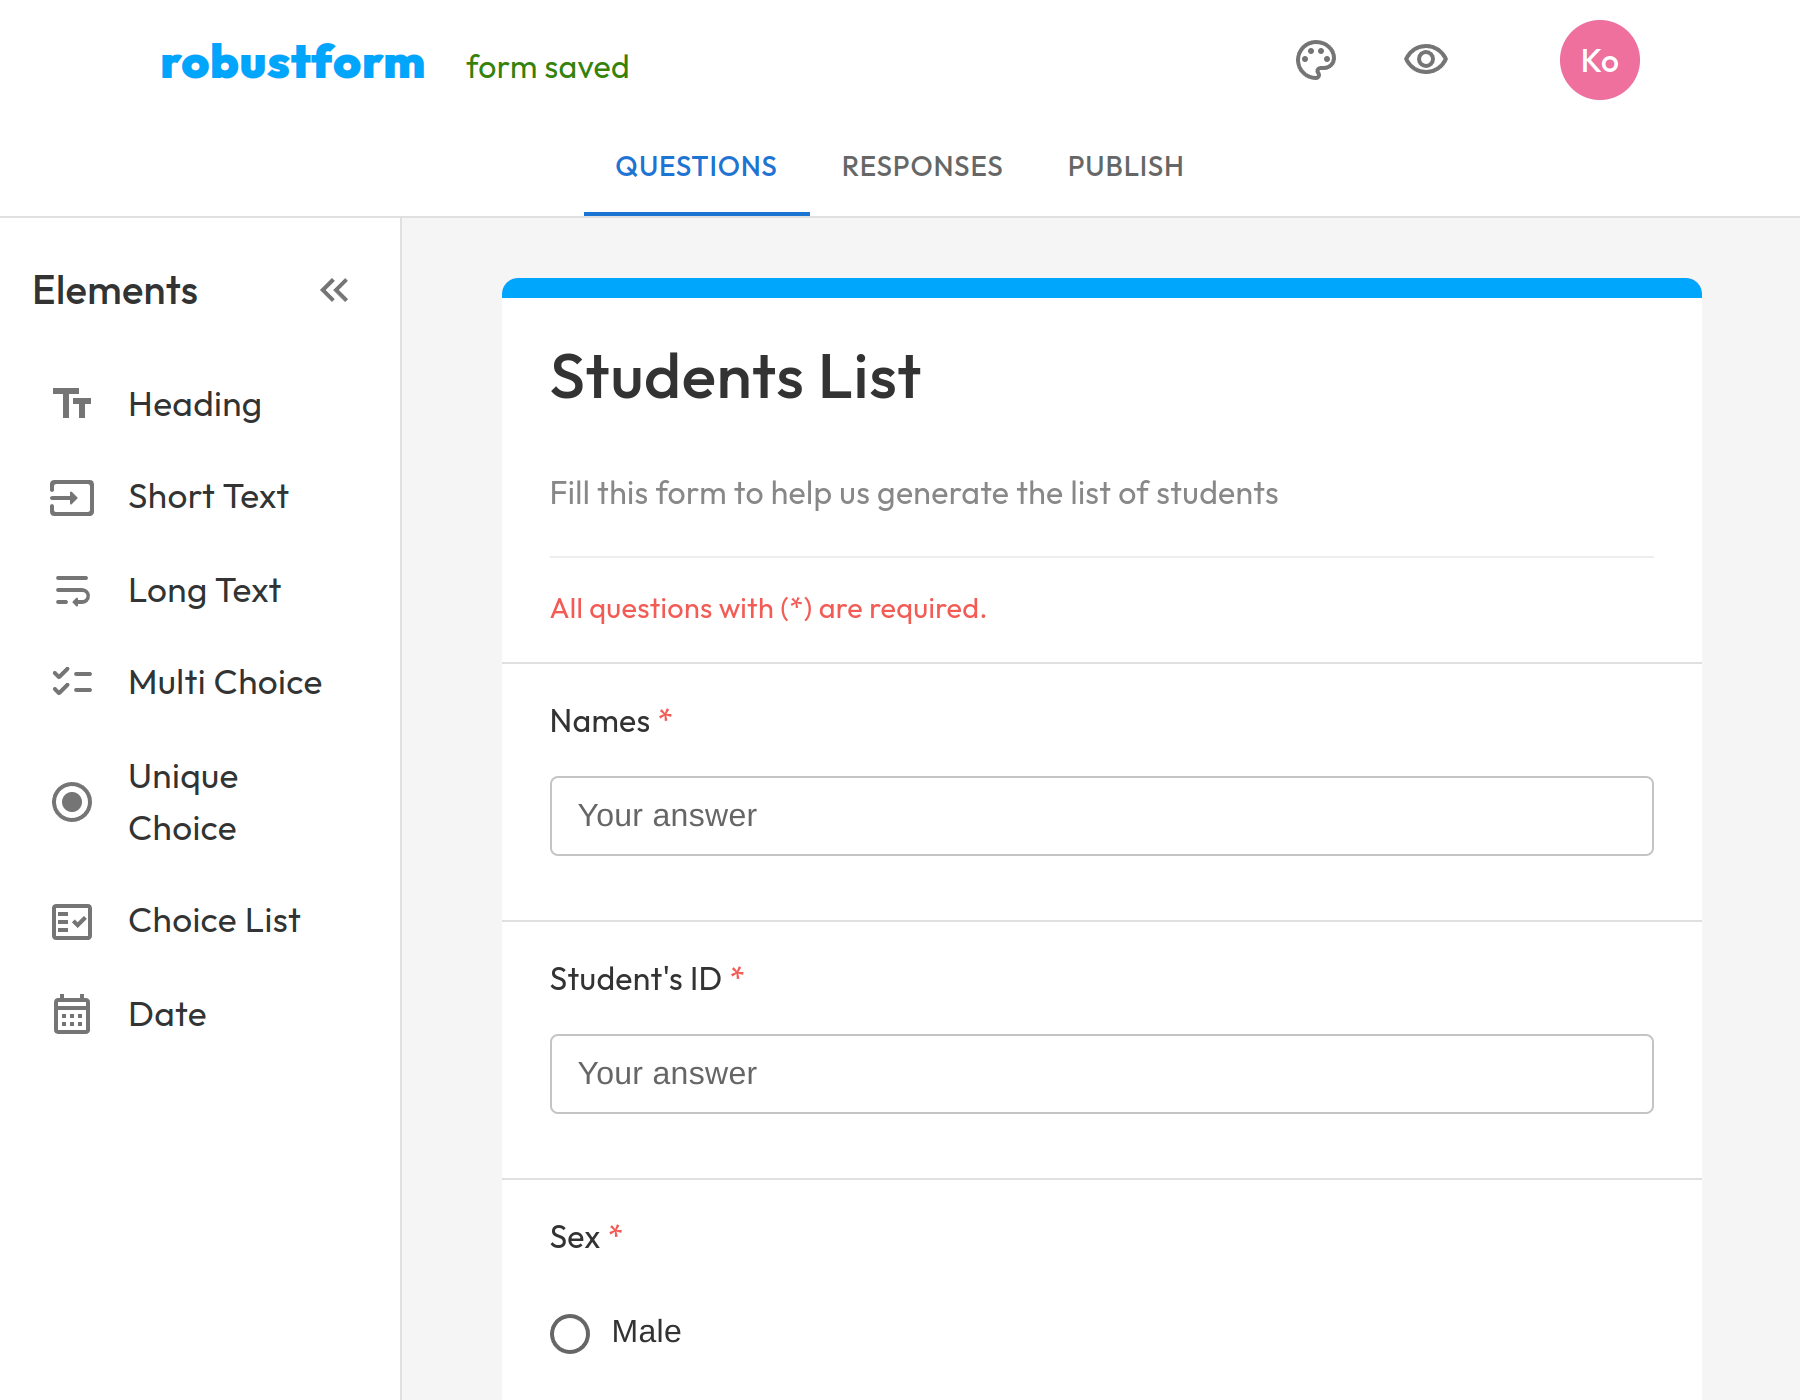 robustform form saved
Ko
QUESTIONS RESPONSES PUBLISH
Elements
Heading
Short Text
Long Text
Multi Choice
Unique
Choice
Choice List
Date
Students List
Fill this form to help us generate the list of students
All questions with (*) are required.
Names *
Your answer
Student's ID *
Your answer
Sex *
Male